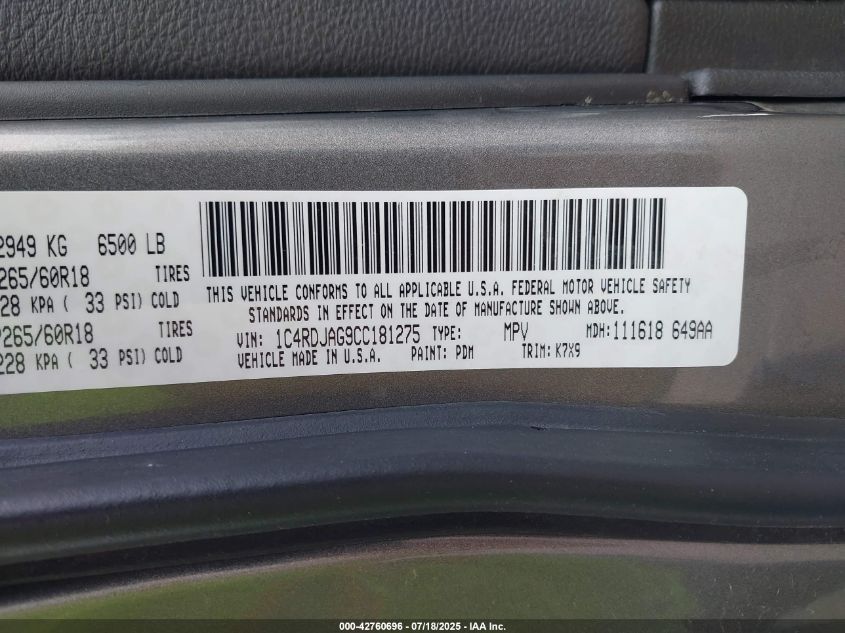 2949 KG 6500 LB
265/60R18 TIRES
228 KPA ( 33 PSI) COLD
P265/60R18 TIRES
228 KPA ( 33 PSI) COLD
THIS VEHICLE CONFORMS TO ALL APPLICABLE U.S.A. FEDERAL MOTOR VEHICLE SAFETY
STANDARDS IN EFFECT ON THE DATE OF MANUFACTURE SHOWN ABOVE.
VIN: 1C4RDJAG9CC181275 TYPE: MPV MDH:111618 649AA
VEHICLE MADE IN U.S.A. PAINT: PDM TRIM: K7X9
000-42760696 - 07/18/2025 - IAA Inc.